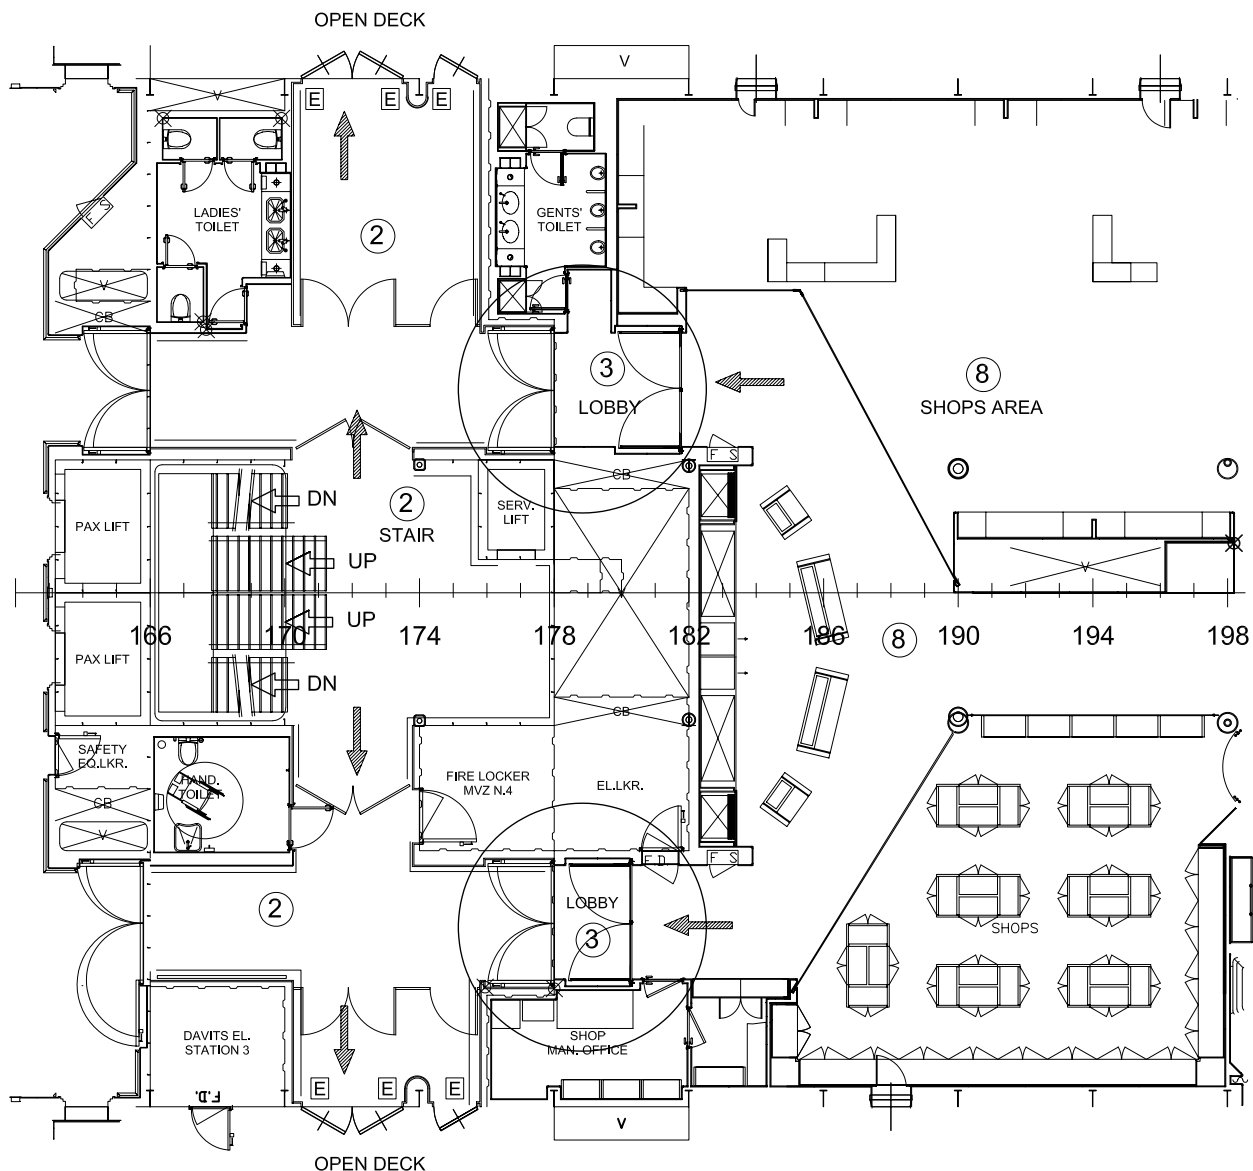 OPEN DECK
V
E
E
E
V
F S
LADIES'
TOILET
GENTS'
TOILET
2
V
CB
3
LOBBY
8
SHOPS AREA
F S
CB
PAX LIFT
DN
2
STAIR
SERV.
LIFT
UP
V
UP
166
170
174
178
182
186
8
190
194
198
PAX LIFT
DN
CB
SAFETY
EQ.LKR.
HAND.
TOILET
FIRE LOCKER
MVZ N.4
EL.LKR.
CB
V
F.D.
F S
2
LOBBY
3
SHOPS
DAVITS EL.
STATION 3
SHOP
MAN. OFFICE
F.D.
E
E
E
V
OPEN DECK